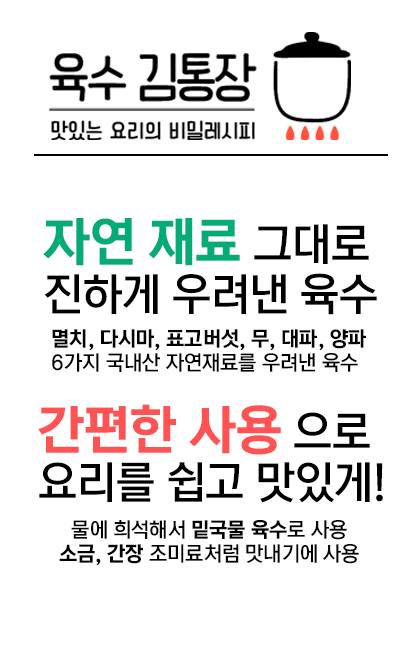 육수 김통장
맛있는 요리의 비밀레시피
자연 재료 그대로
진하게 우려낸 육수
멸치, 다시마, 표고버섯, 무, 대파, 양파
6가지 국내산 자연재료를 우려낸 육수
간편한 사용 으로
요리를 쉽고 맛있게!
물에 희석해서 밑국물 육수로 사용
소금, 간장 조미료처럼 맛내기에 사용